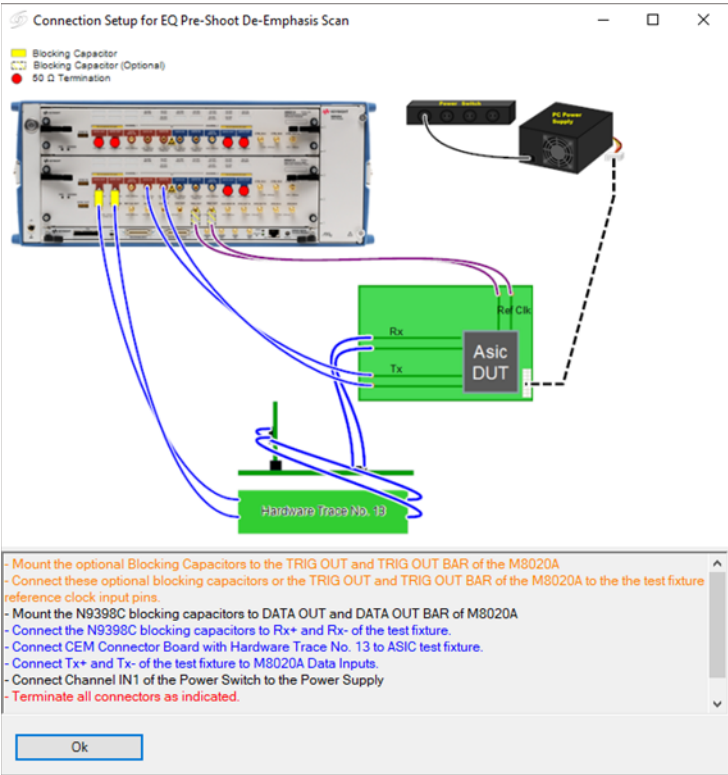 Connection Setup for EQ Pre-Shoot De-Emphasis Scan
Blocking Capacitor
Blocking Capacitor (Optional)
50 Ω Termination
Power Switch
PC Power
Supply
Ref Clk
Rx
Asic
DUT
Tx
Hardware Trace No. 13
- Mount the optional Blocking Capacitors to the TRIG OUT and TRIG OUT BAR of the M8020A
- Connect these optional blocking capacitors or the TRIG OUT and TRIG OUT BAR of the M8020A to the the test fixture
reference clock input pins.
- Mount the N9398C blocking capacitors to DATA OUT and DATA OUT BAR of M8020A
- Connect the N9398C blocking capacitors to Rx+ and Rx- of the test fixture.
- Connect CEM Connector Board with Hardware Trace No. 13 to ASIC test fixture.
- Connect Tx+ and Tx- of the test fixture to M8020A Data Inputs.
- Connect Channel IN1 of the Power Switch to the Power Supply
- Terminate all connectors as indicated.
Ok